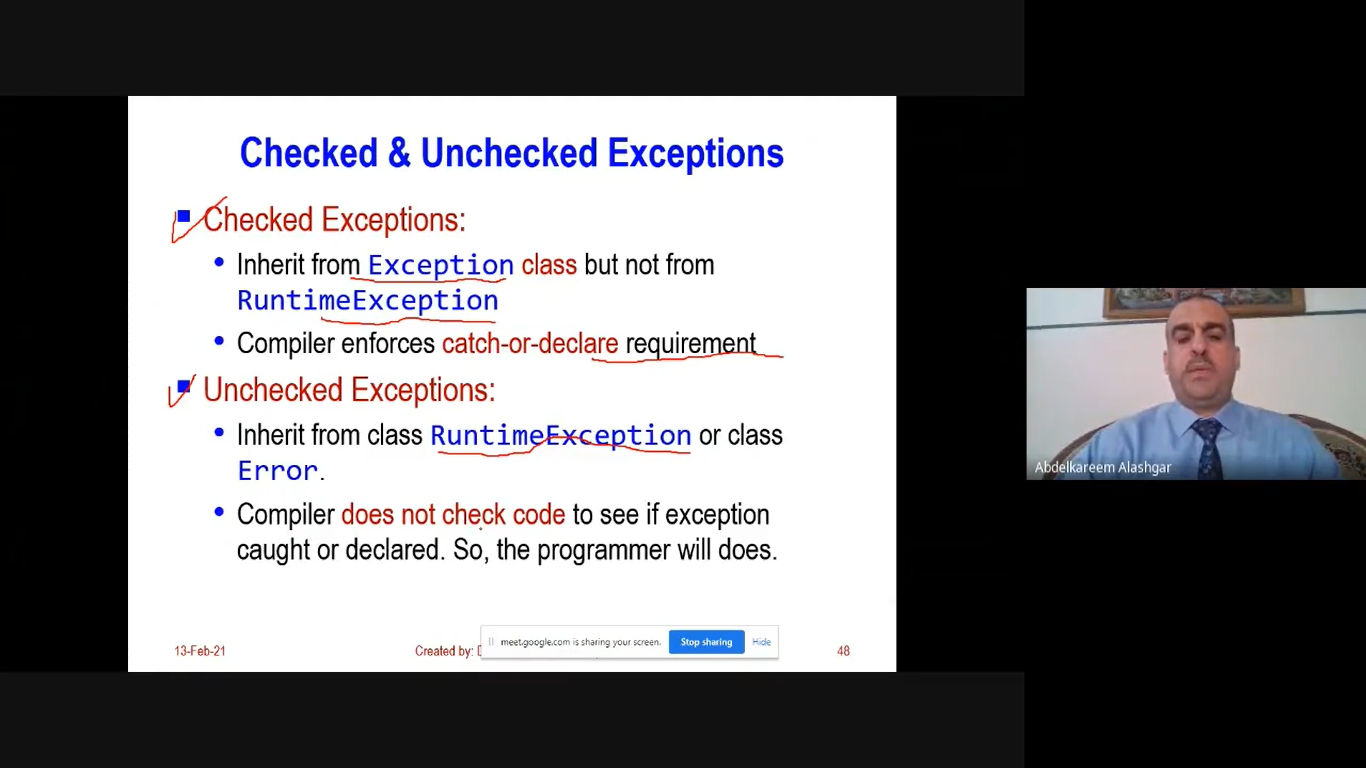 Checked & Unchecked Exceptions
Checked Exceptions:
Inherit from Exception class but not from
RuntimeException
Compiler enforces catch-or-declare requirement
Unchecked Exceptions:
Inherit from class RuntimeException or class
Error.
Compiler does not check code to see if exception
caught or declared. So, the programmer will does.
meet.google.com is sharing your screen. Stop sharing Hide
13-Feb-21 Created by: 48
Abdelkareem Alashgar